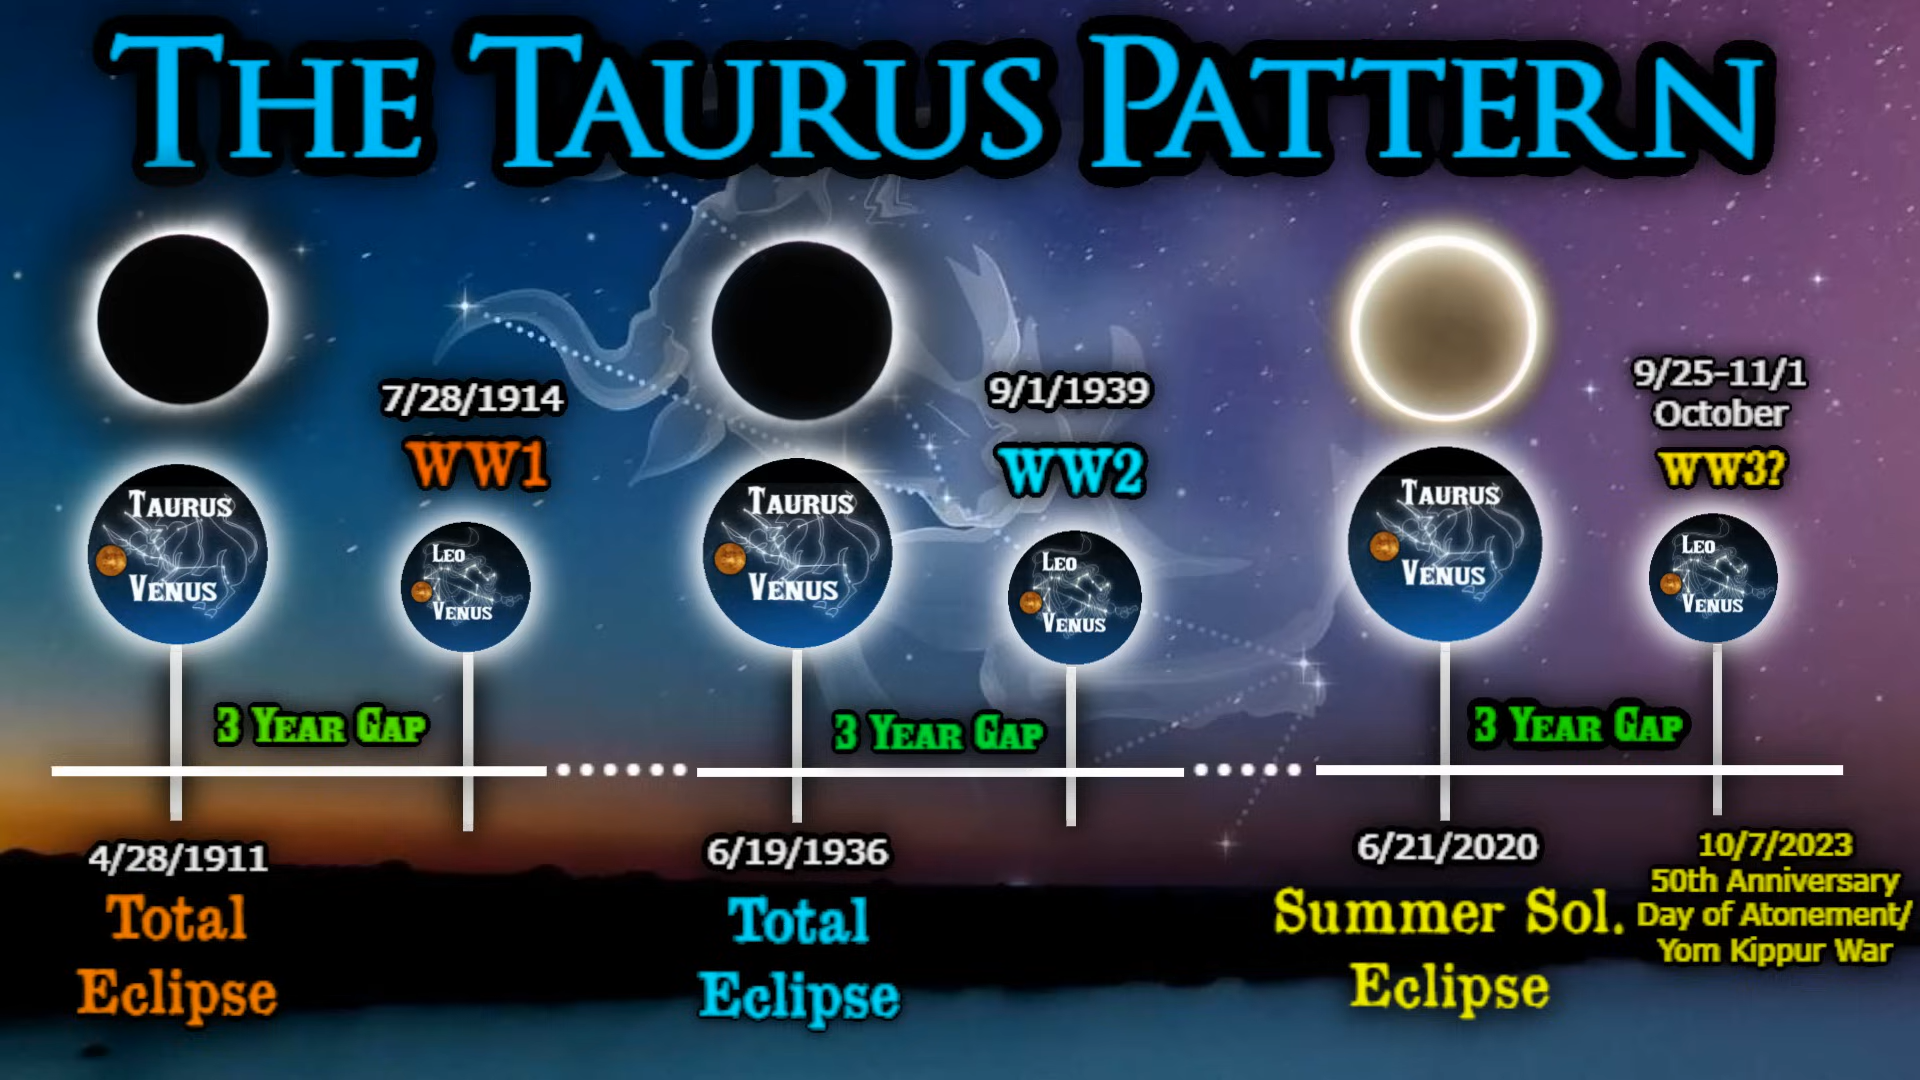 The Taurus Pattern
7/28/1914
WW1
9/1/1939
WW2
9/25-11/1
October
WW3?
Taurus
Venus
Leo
Venus
Taurus
Venus
Leo
Venus
Taurus
Venus
Leo
Venus
3 Year Gap
3 Year Gap
3 Year Gap
4/28/1911
Total
Eclipse
6/19/1936
Total
Eclipse
6/21/2020
Summer Sol.
Eclipse
10/7/2023
50th Anniversary
Day of Atonement/
Yom Kippur War